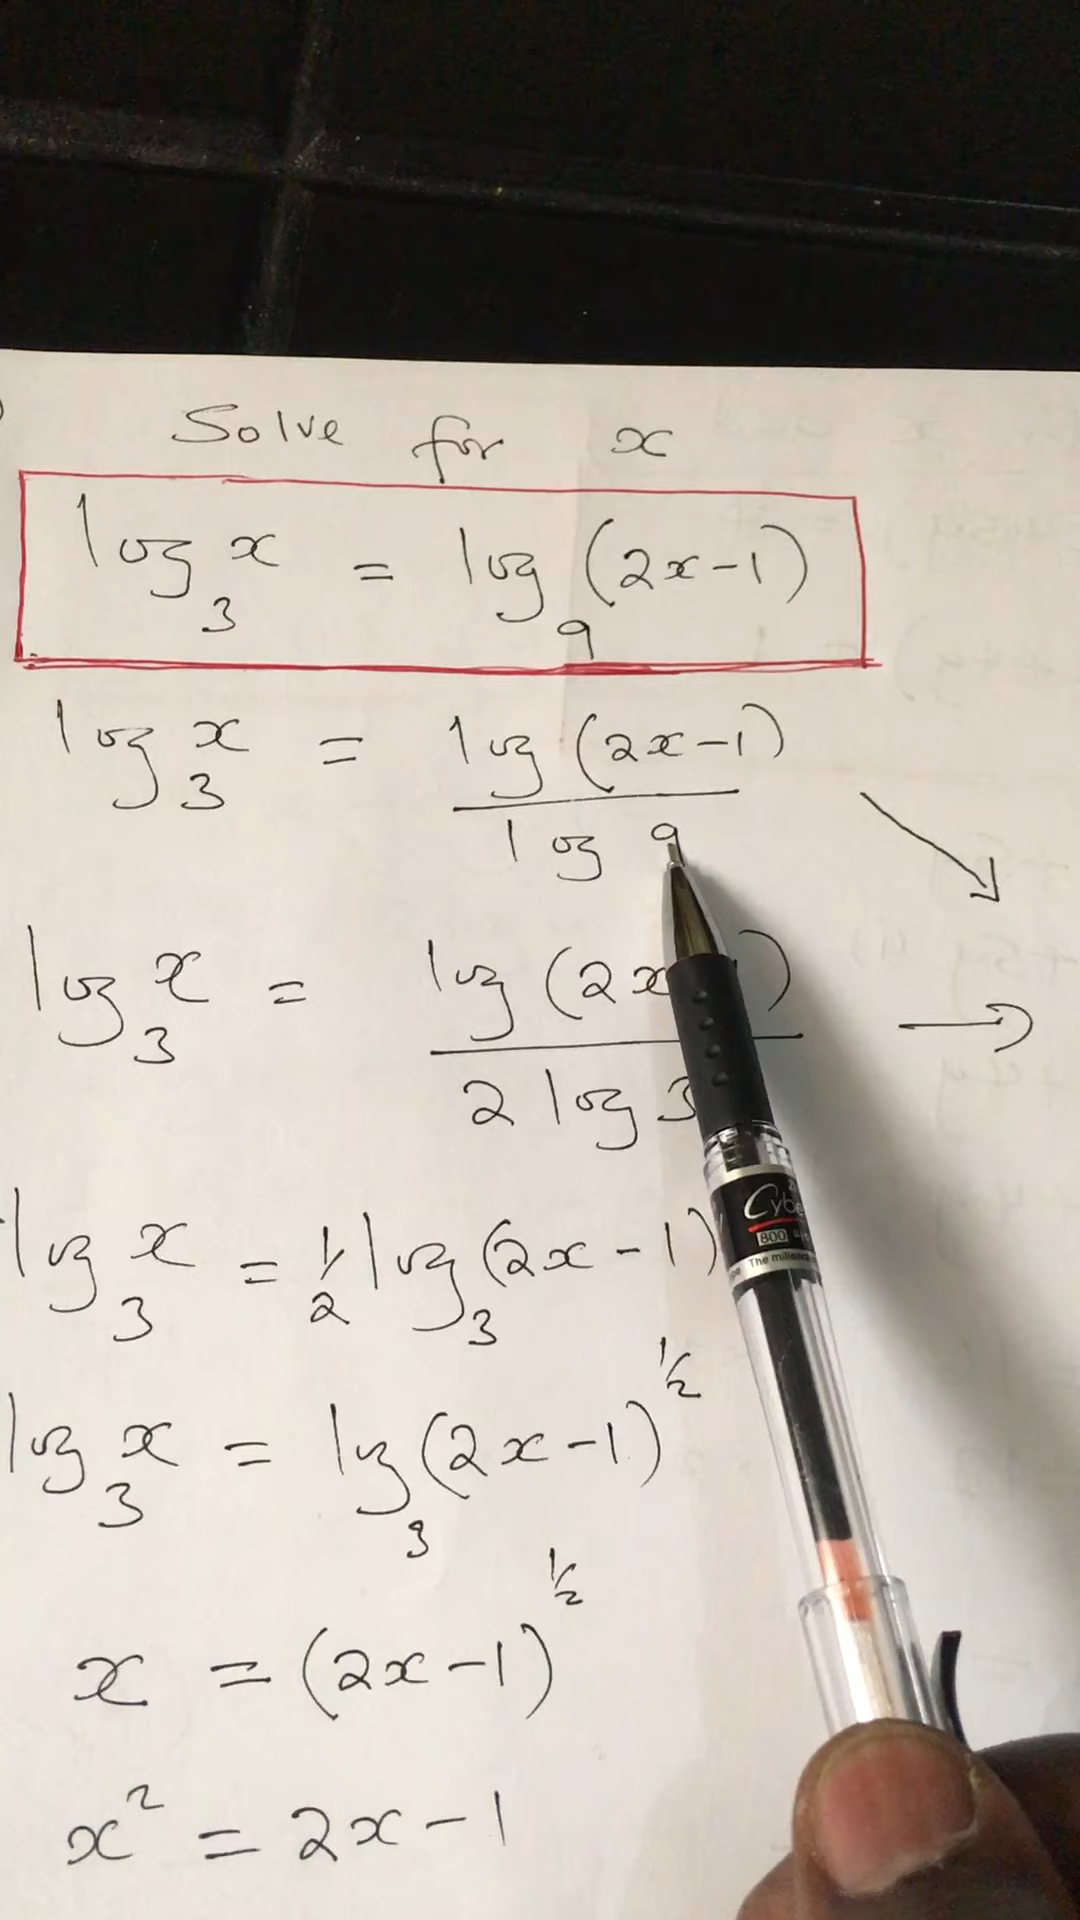 Solve for x
log₃ x = log₉ (2x-1)
log₃ x = log (2x-1) / log 9
log₃ x = log (2x ) / 2 log 3
log₃ x = 1/2 log₃ (2x-1)
log₃ x = log₃ (2x-1)^1/2
x = (2x-1)^1/2
x² = 2x-1
800
The millen